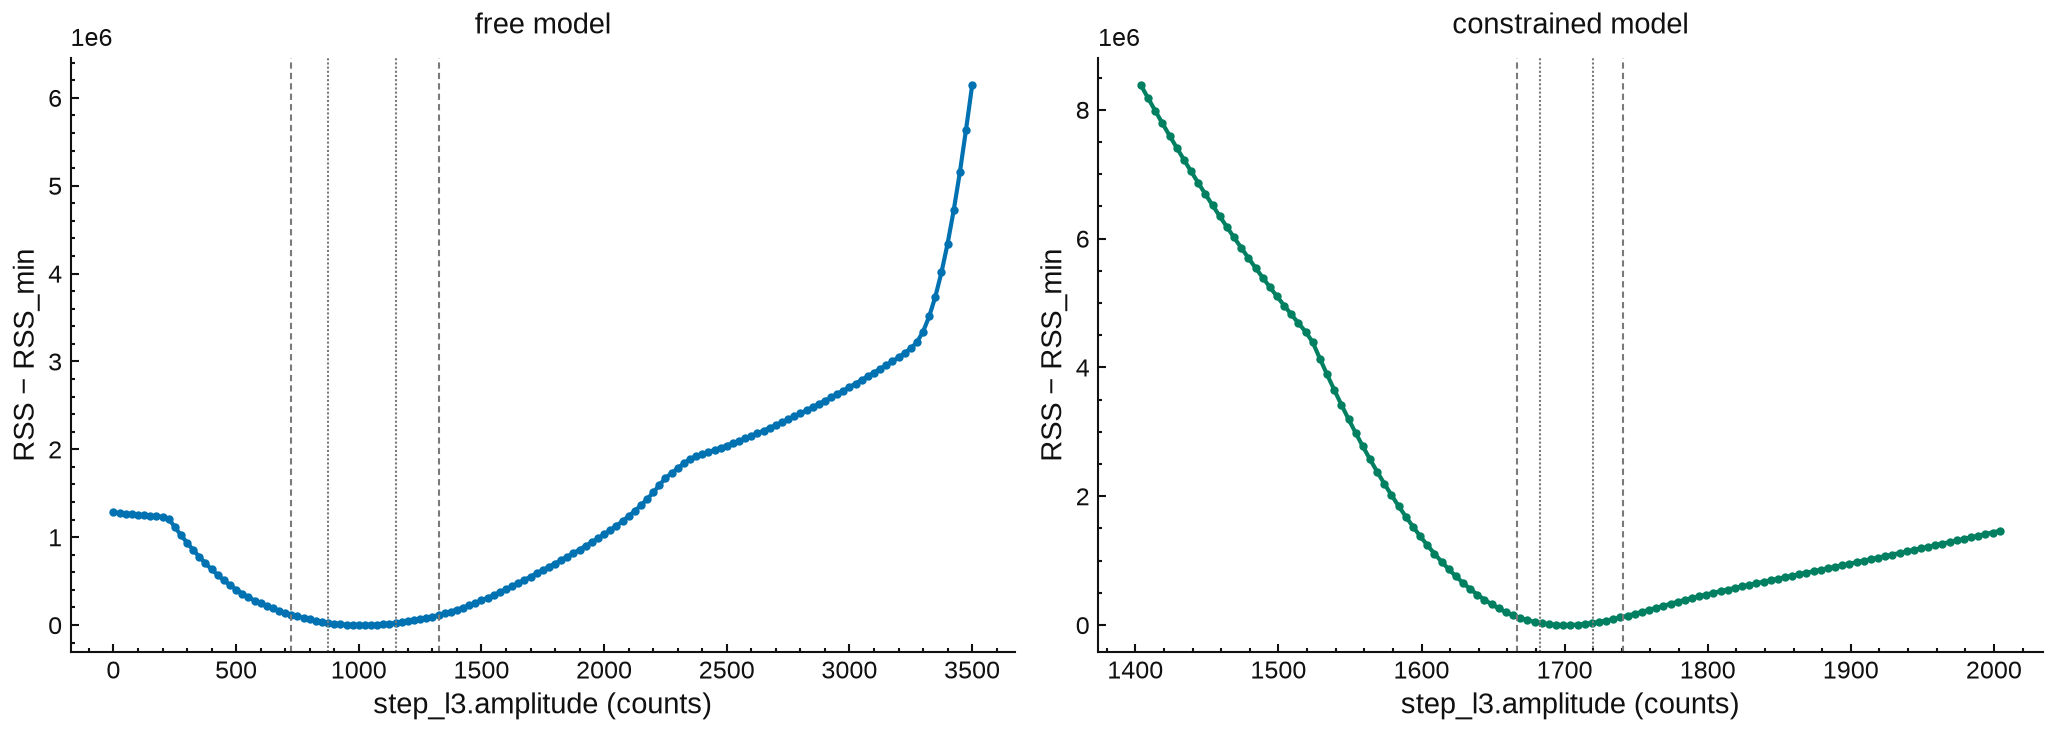 free model
1e6
RSS − RSS_min
6
5
4
3
2
1
0
0 500 1000 1500 2000 2500 3000 3500
step_l3.amplitude (counts)
constrained model
1e6
RSS − RSS_min
8
6
4
2
0
1400 1500 1600 1700 1800 1900 2000
step_l3.amplitude (counts)